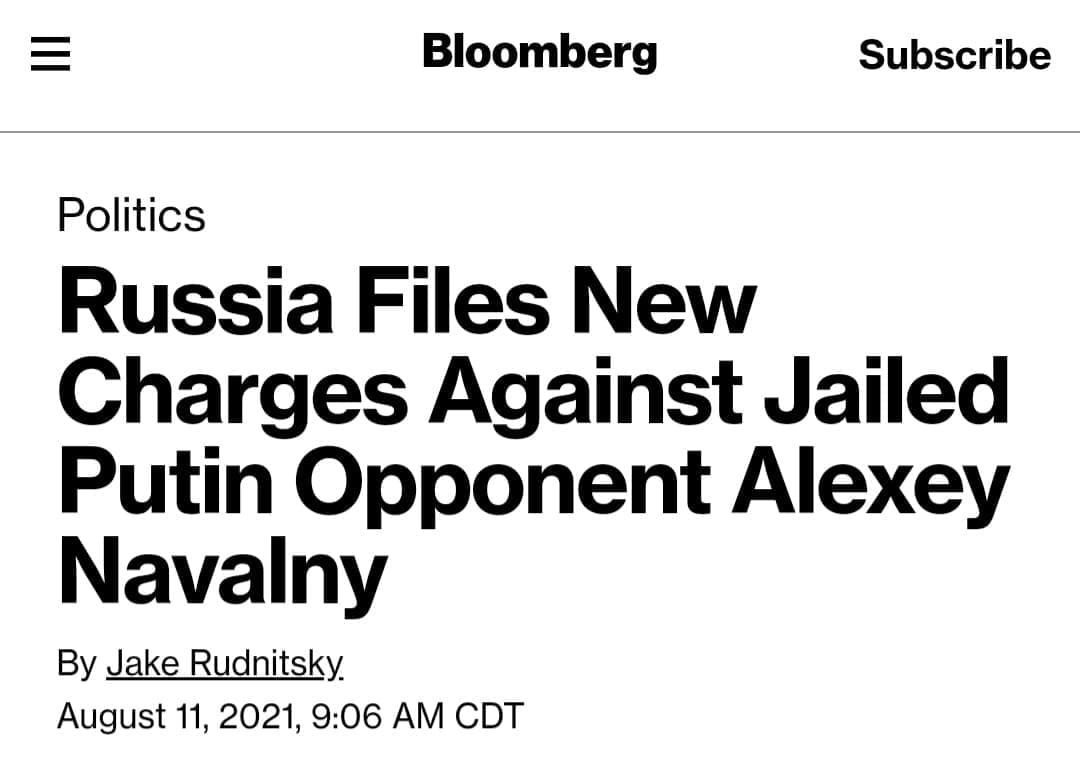 Bloomberg
Subscribe
Politics
Russia Files New
Charges Against Jailed
Putin Opponent Alexey
Navalny
By Jake Rudnitsky
August 11, 2021, 9:06 AM CDT